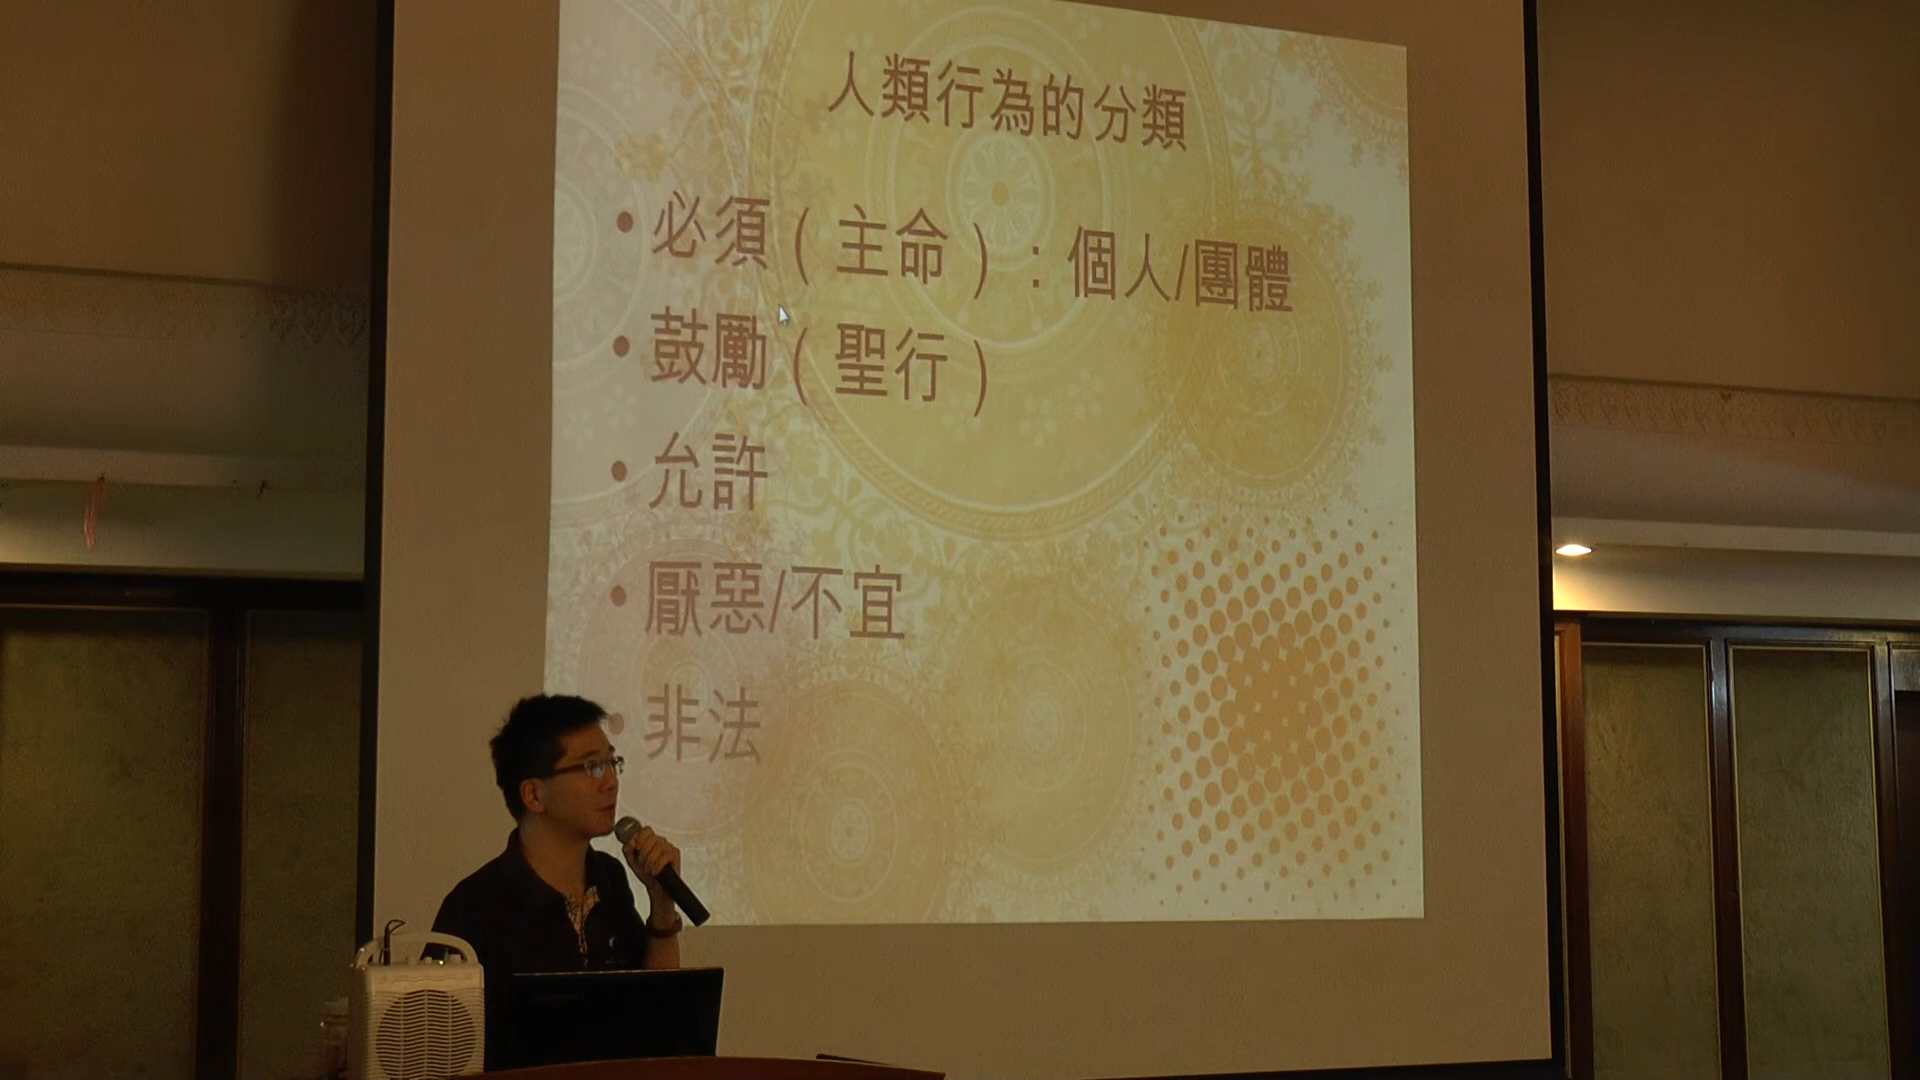 人類行為的分類
• 必須（主命）：個人/團體
• 鼓勵（聖行）
• 允許
• 厭惡/不宜
• 非法